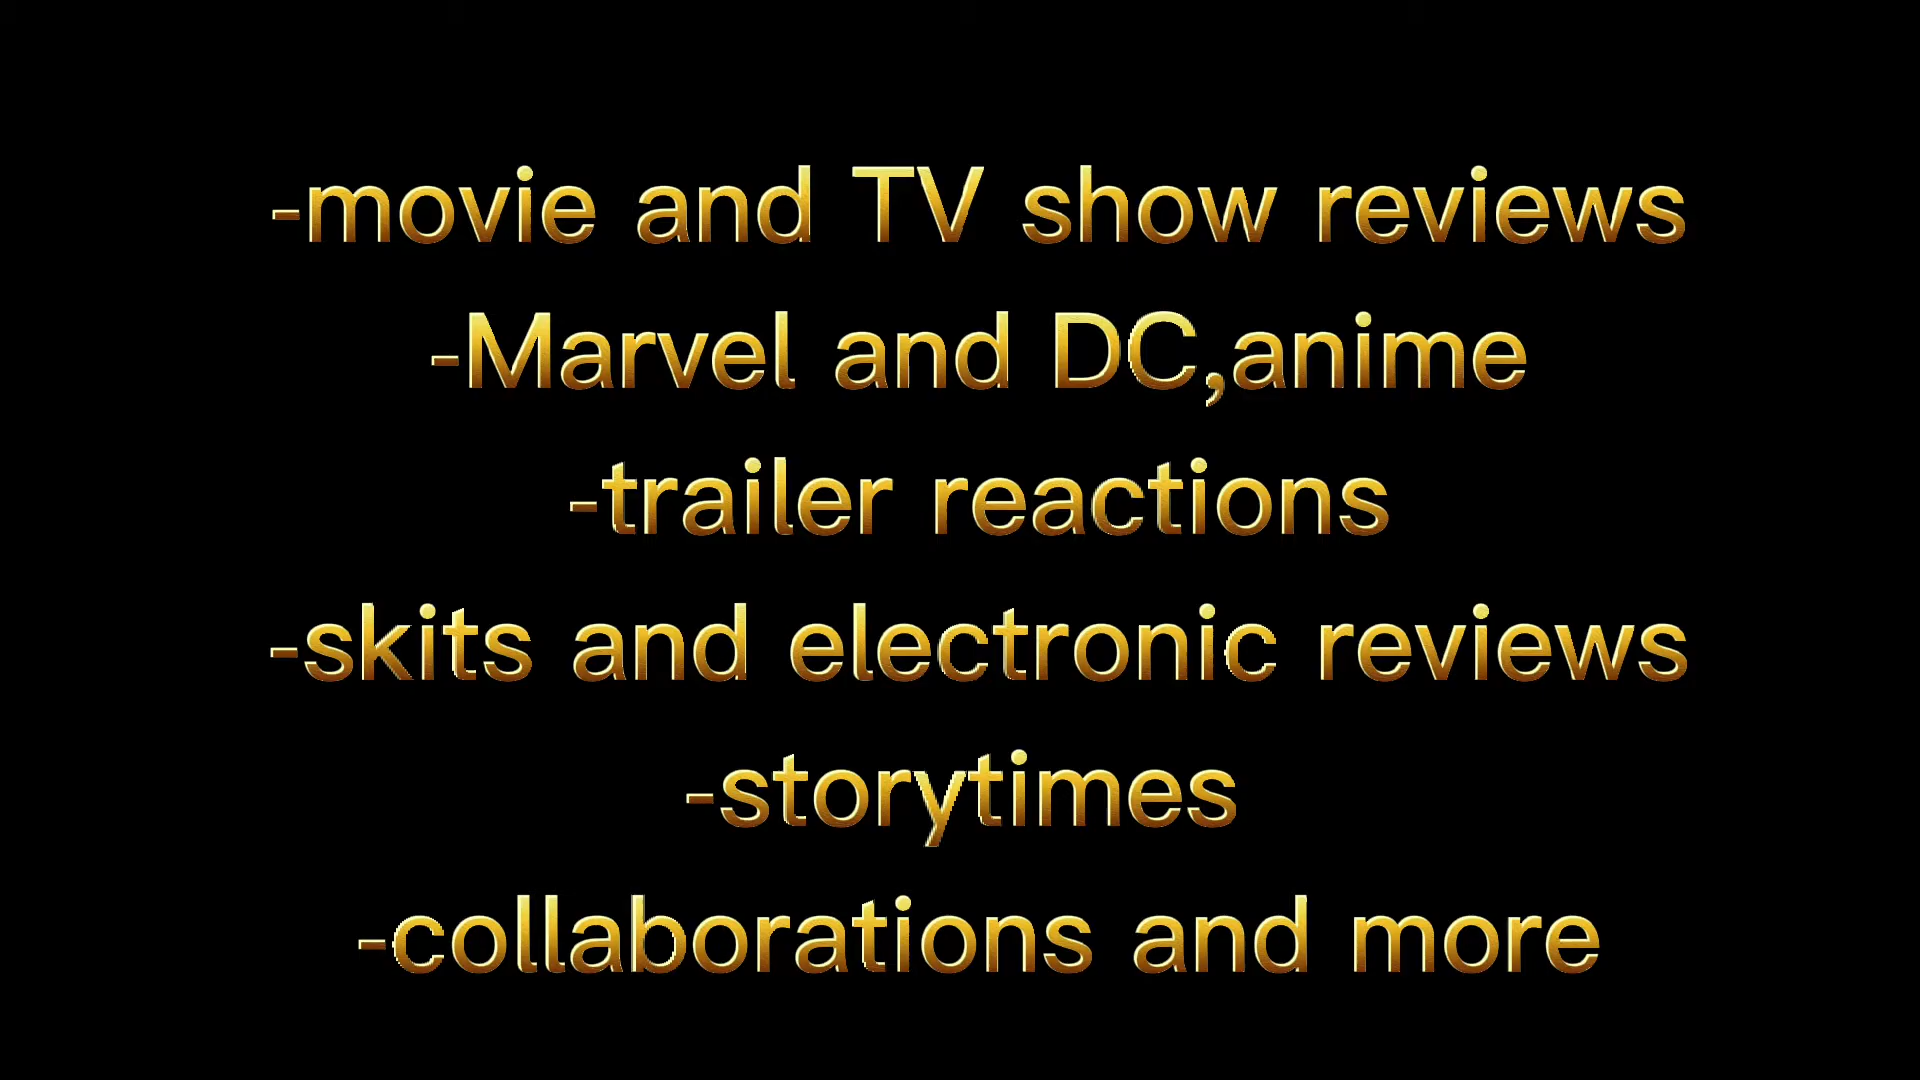 -movie and TV show reviews
-Marvel and DC,anime
-trailer reactions
-skits and electronic reviews
-storytimes
-collaborations and more